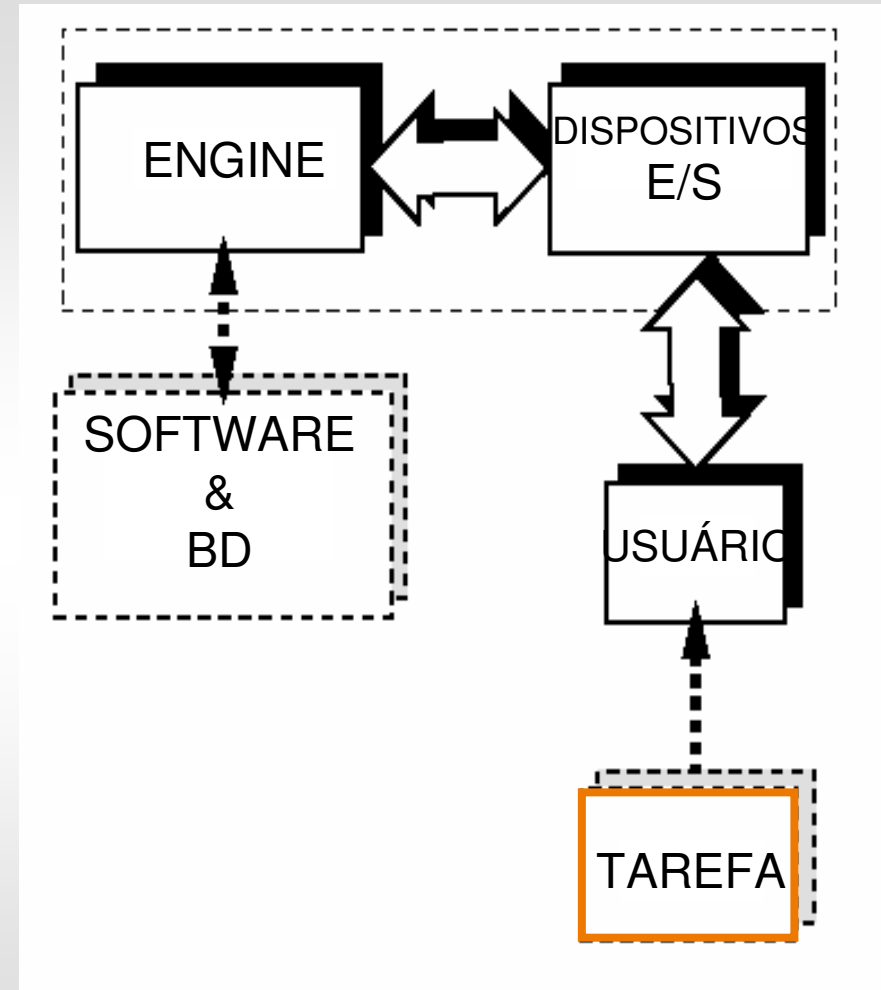 ENGINE
DISPOSITIVOS
E/S
SOFTWARE
&
BD
USUÁRIO
TAREFA